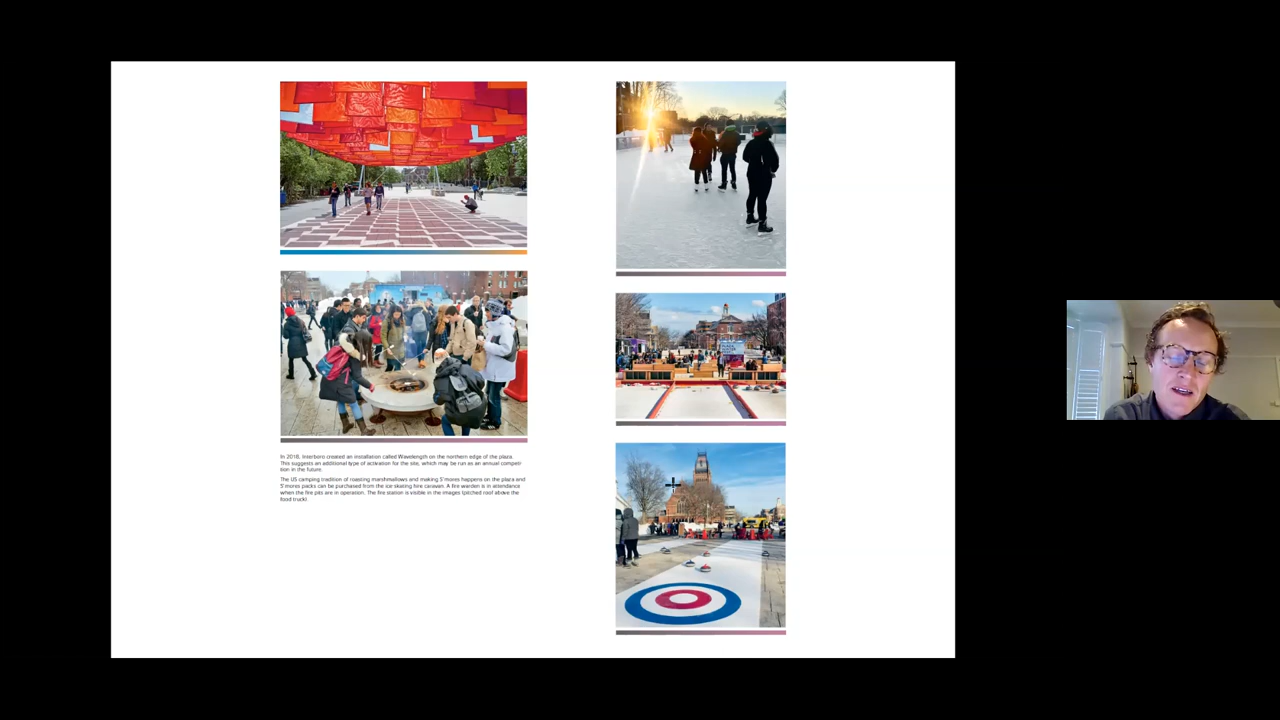 In 2018, Interboro created an installation called Wavelength on the northern edge of the plaza.
This suggests an additional type of activation for the site, which may be run as an annual competi-
tion in the future.
The US camping tradition of roasting marshmallows and making S'mores happens on the plaza and
S'mores packs can be purchased from the ice-skating hire caravan. A fire warden is in attendance
when the fire pits are in operation. The fire station is visible in the images (pitched roof above the
food truck).